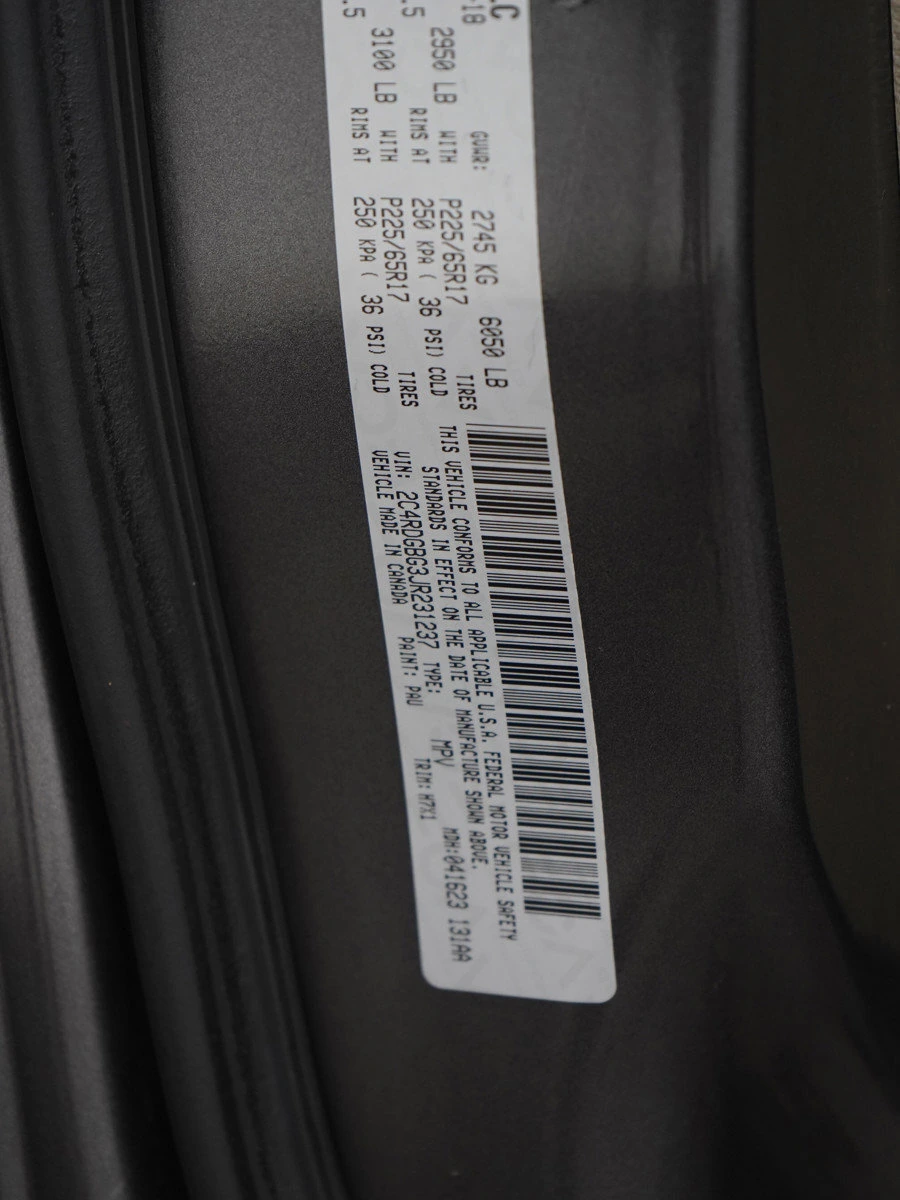 LC
-18
GVWR: 2745 KG 6050 LB
2950 LB WITH P225/65R17 TIRES
.5 RIMS AT 250 KPA ( 36 PSI) COLD
3100 LB WITH P225/65R17 TIRES
.5 RIMS AT 250 KPA ( 36 PSI) COLD
THIS VEHICLE CONFORMS TO ALL APPLICABLE U.S.A. FEDERAL MOTOR VEHICLE SAFETY
STANDARDS IN EFFECT ON THE DATE OF MANUFACTURE SHOWN ABOVE.
VIN: 2C4RDGBG3JR231237 TYPE: MPV MDH:041623 131AA
VEHICLE MADE IN CANADA PAINT: PAU TRIM: H7X1